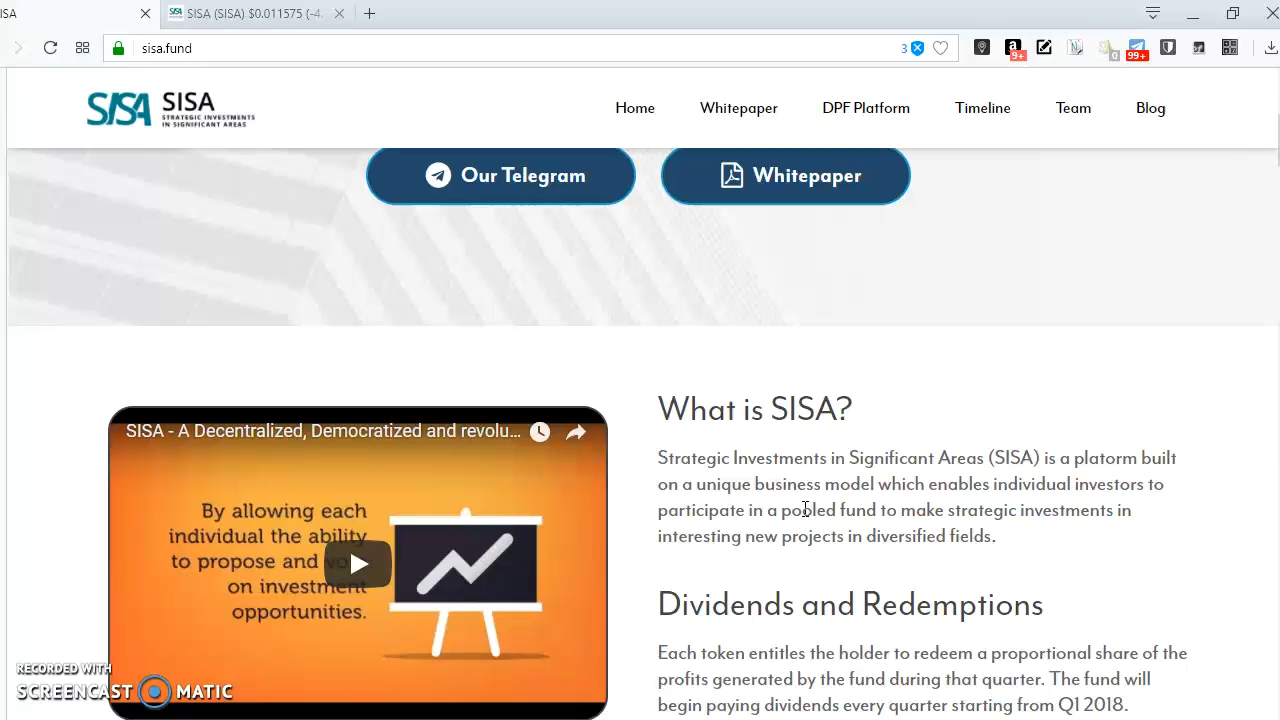 ISA
SISA (SISA) $0.011575 (-4.
sisa.fund
3
9+
0
99+
SISA
SISA
STRATEGIC INVESTMENTS
IN SIGNIFICANT AREAS
Home
Whitepaper
DPF Platform
Timeline
Team
Blog
Our Telegram
Whitepaper
SISA - A Decentralized, Democratized and revolu...
By allowing each
individual the ability
to propose and
on investment
opportunities.
What is SISA?
Strategic Investments in Significant Areas (SISA) is a platorm built
on a unique business model which enables individual investors to
participate in a pooled fund to make strategic investments in
interesting new projects in diversified fields.
Dividends and Redemptions
Each token entitles the holder to redeem a proportional share of the
profits generated by the fund during that quarter. The fund will
begin paying dividends every quarter starting from Q1 2018.
RECORDED WITH
SCREENCAST MATIC